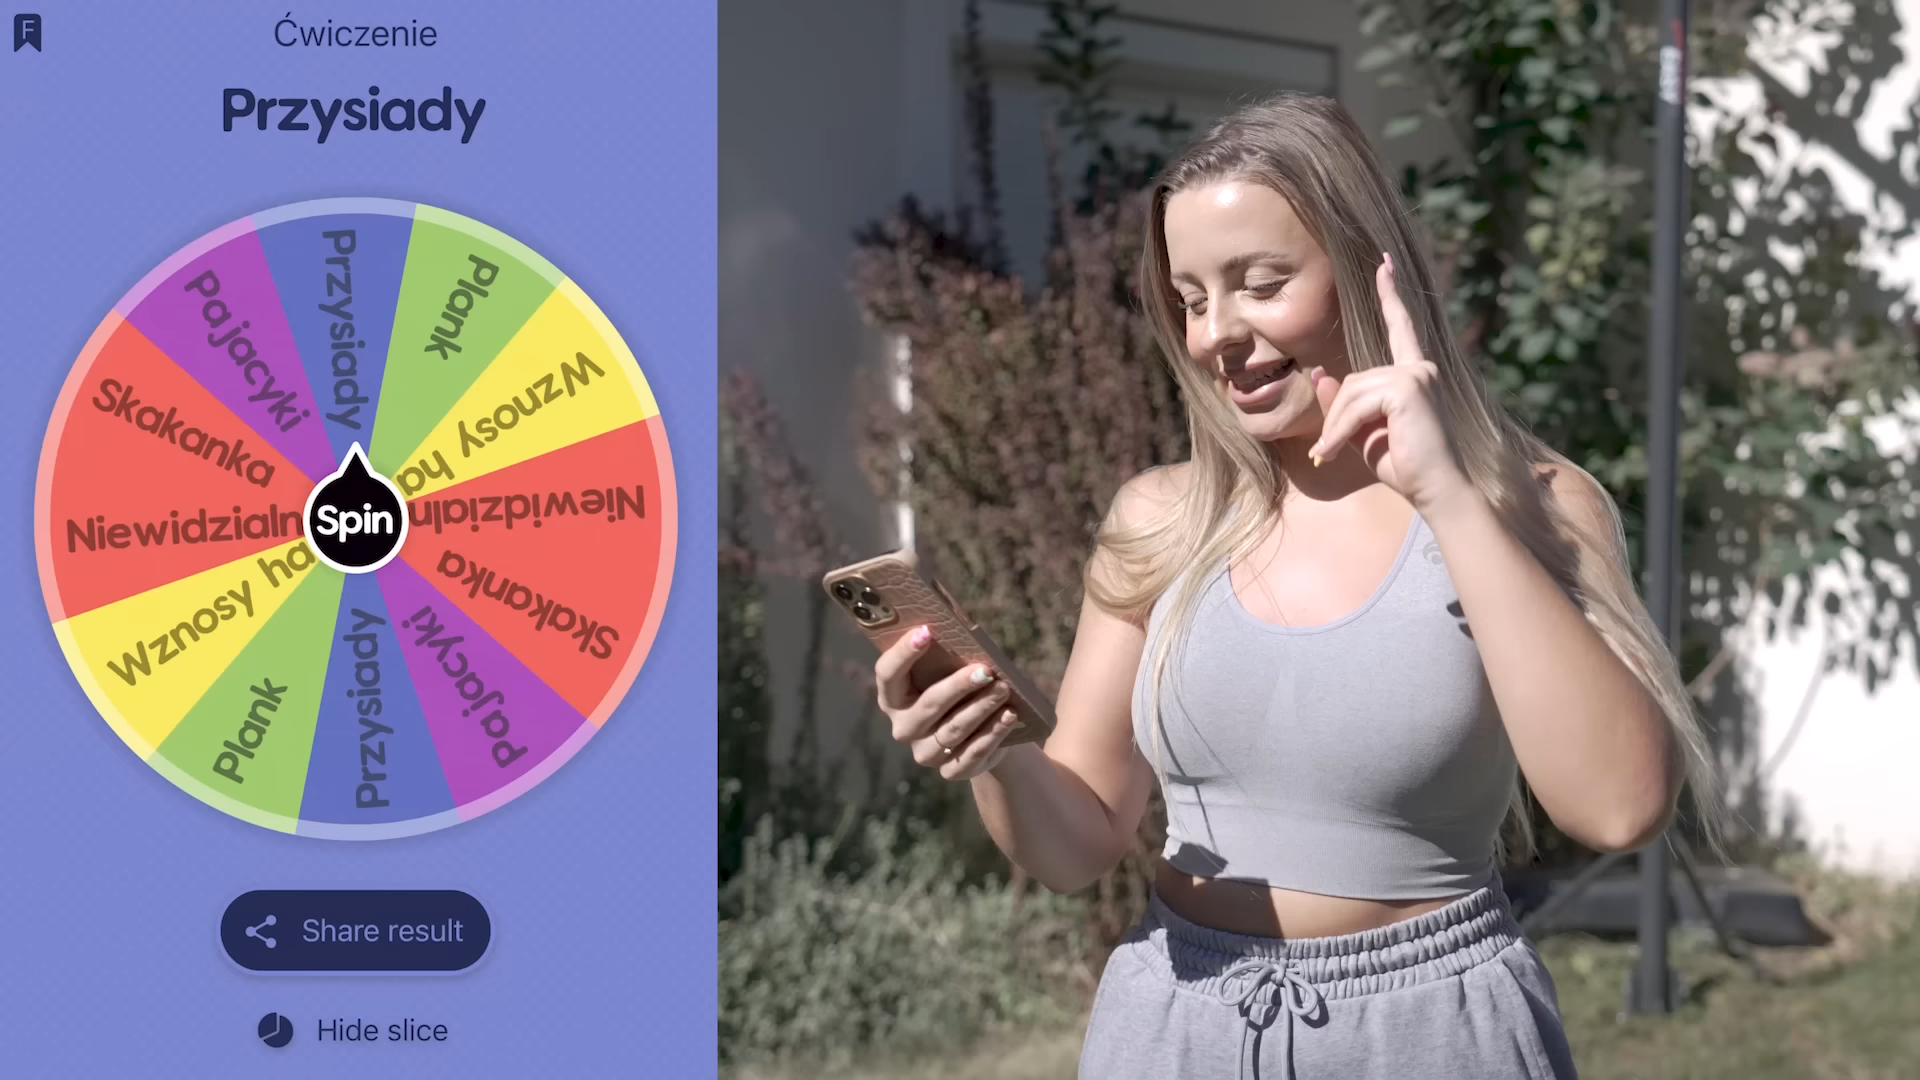 F
Ćwiczenie
Przysiady
Przysiady
Plank
Wznosy ha
Niewidzialn
Skakanka
Pajacyki
Przysiady
Plank
Wznosy ha
Niewidzialn
Skakanka
Pajacyki
Spin
Share result
Hide slice